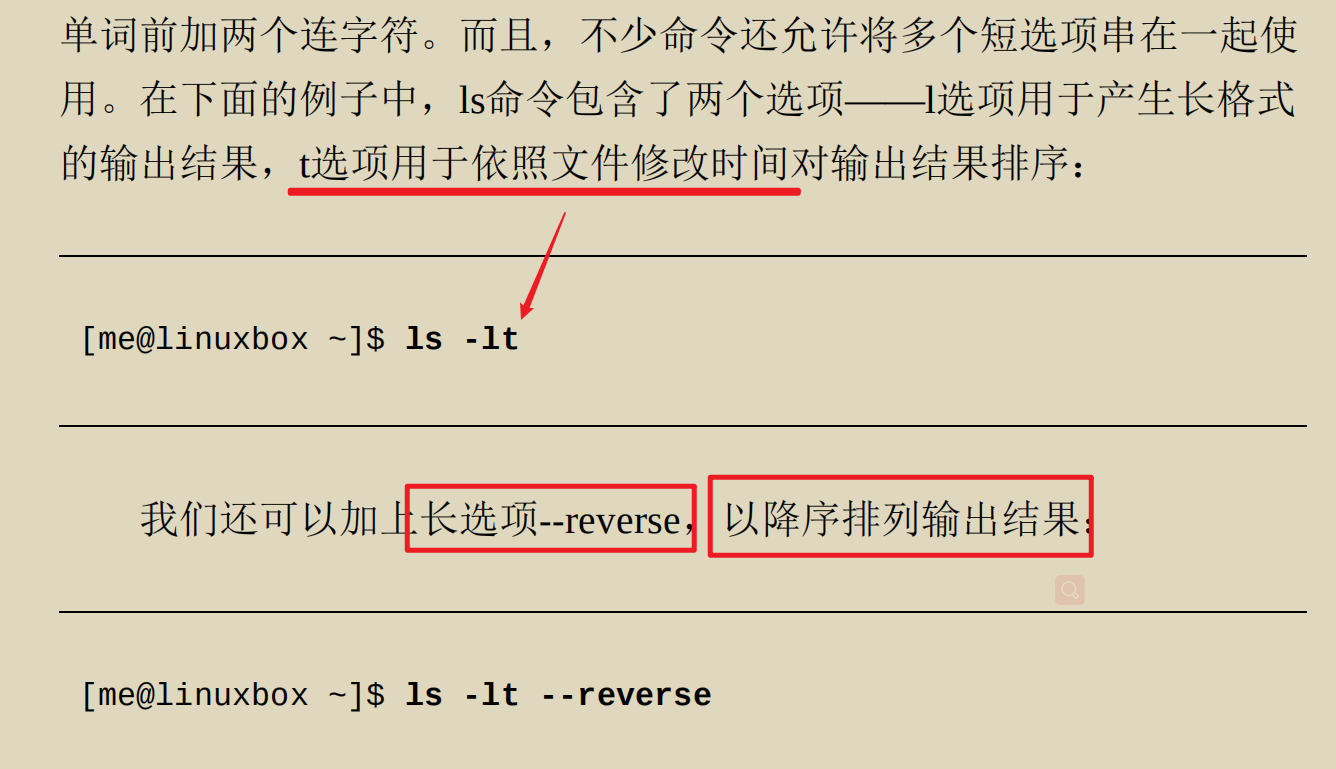 单词前加两个连字符。而且，不少命令还允许将多个短选项串在一起使
用。在下面的例子中，ls命令包含了两个选项——l选项用于产生长格式
的输出结果，t选项用于依照文件修改时间对输出结果排序：
[me@linuxbox ~]$ ls -lt
我们还可以加上长选项--reverse，以降序排列输出结果：
[me@linuxbox ~]$ ls -lt --reverse